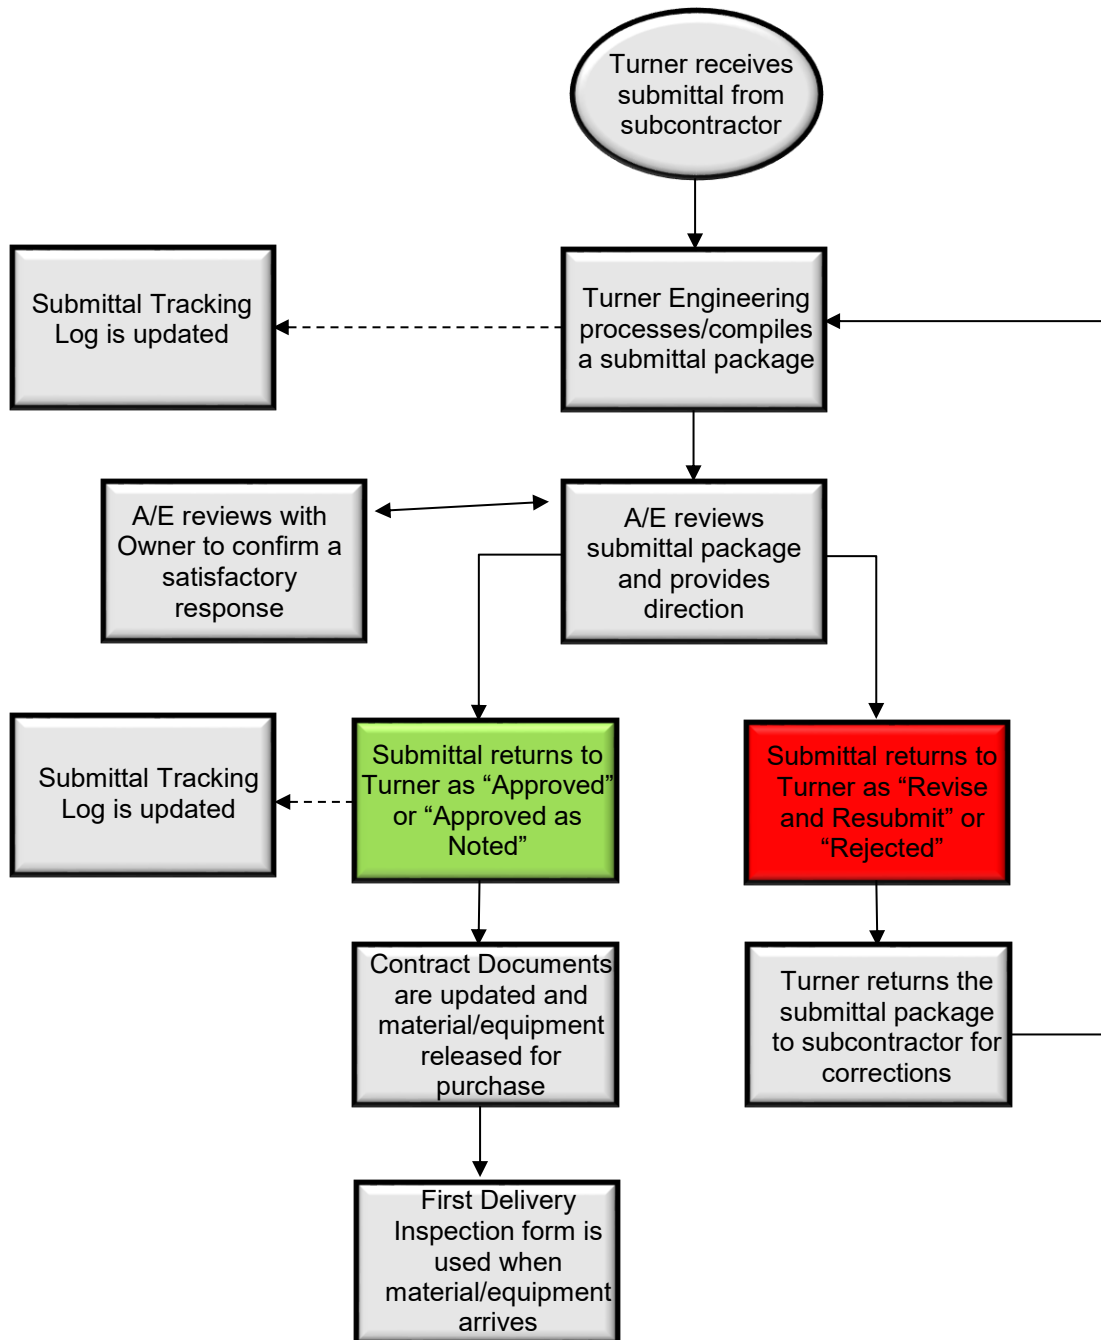 Turner receives
submittal from
subcontractor
Submittal Tracking
Log is updated
Turner Engineering
processes/compiles
a submittal package
A/E reviews with
Owner to confirm a
satisfactory
response
A/E reviews
submittal package
and provides
direction
Submittal Tracking
Log is updated
Submittal returns to
Turner as “Approved”
or “Approved as
Noted”
Submittal returns to
Turner as “Revise
and Resubmit” or
“Rejected”
Contract Documents
are updated and
material/equipment
released for
purchase
Turner returns the
submittal package
to subcontractor for
corrections
First Delivery
Inspection form is
used when
material/equipment
arrives